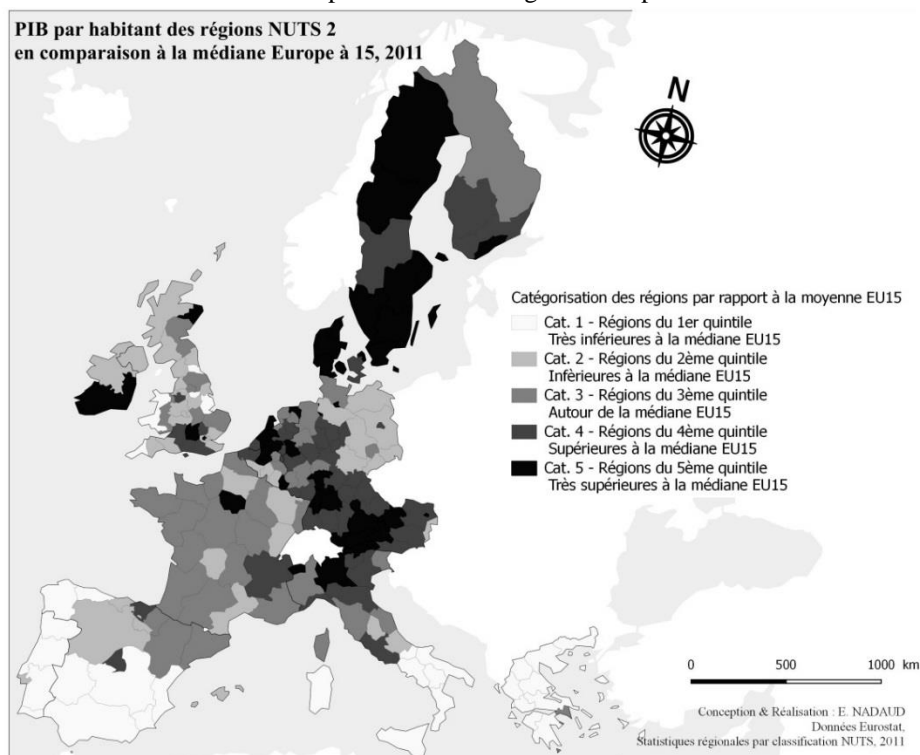 PIB par habitant des régions NUTS 2
en comparaison à la médiane Europe à 15, 2011
N
Catégorisation des régions par rapport à la moyenne EU15
Cat. 1 - Régions du 1er quintile
Très inférieures à la médiane EU15
Cat. 2 - Régions du 2ème quintile
Infèrieures à la médiane EU15
Cat. 3 - Régions du 3ème quintile
Autour de la médiane EU15
Cat. 4 - Régions du 4ème quintile
Supérieures à la médiane EU15
Cat. 5 - Régions du 5ème quintile
Très supérieures à la médiane EU15
0 500 1000 km
Conception & Réalisation : E. NADAUD
Données Eurostat,
Statistiques régionales par classification NUTS, 2011